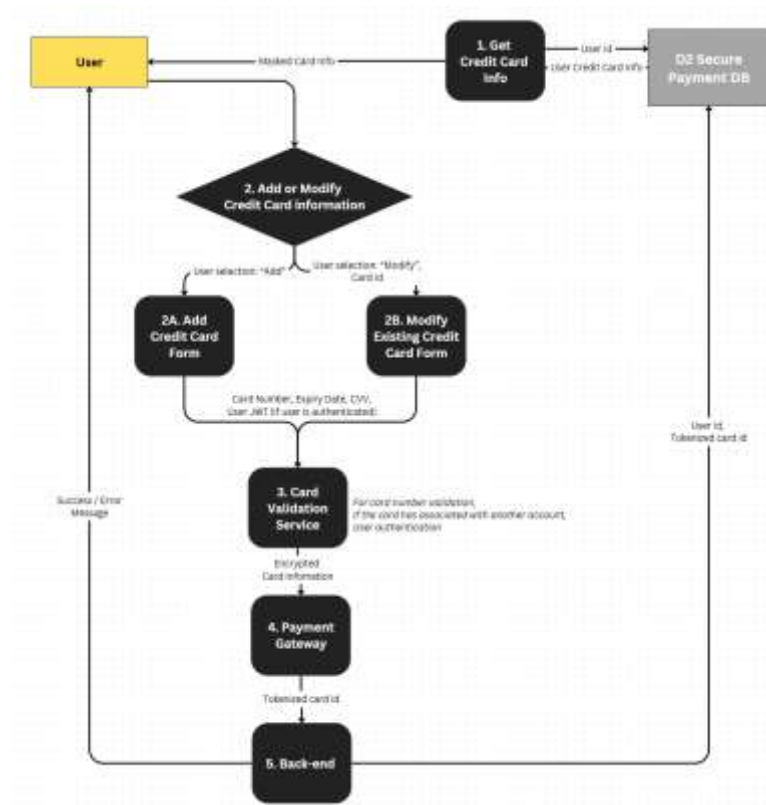 1. Get
Credit Card
Info
User
Masked Card Info
User id
User Credit Card Info
D2 Secure
Payment DB
2. Add or Modify
Credit Card information
User selection: "Add"
User selection: "Modify",
Card id
2A. Add
Credit Card
Form
2B. Modify
Existing Credit
Card Form
Card Number, Expiry Date, CVV,
User JWT (if user is authenticated)
User id,
Tokenized card id
3. Card
Validation
Service
For card number validation,
if the card has associated with another account,
user authentication
Success / Error
Message
Encrypted
Card Infomation
4. Payment
Gateway
Tokenized card id
5. Back-end